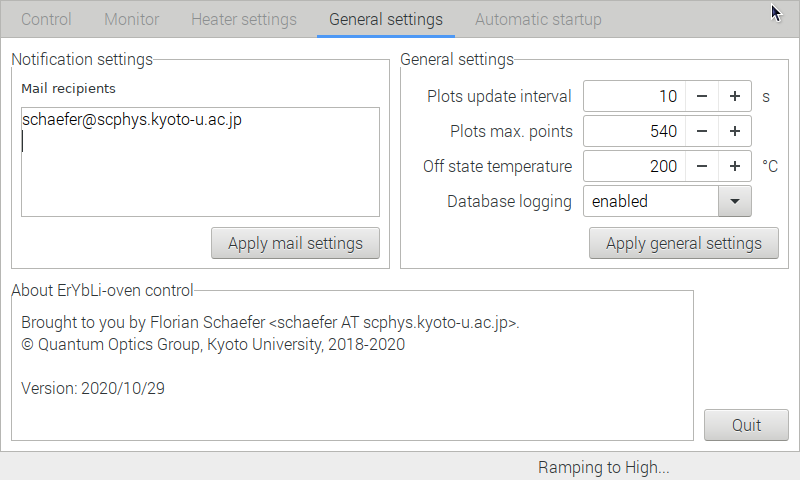 Control Monitor Heater settings General settings Automatic startup
Notification settings
Mail recipients
schaefer@scphys.kyoto-u.ac.jp
Apply mail settings
General settings
Plots update interval 10 − + s
Plots max. points 540 − +
Off state temperature 200 − + °C
Database logging enabled
Apply general settings
About ErYbLi-oven control
Brought to you by Florian Schaefer <schaefer AT scphys.kyoto-u.ac.jp>.
© Quantum Optics Group, Kyoto University, 2018-2020
Version: 2020/10/29
Quit
Ramping to High...